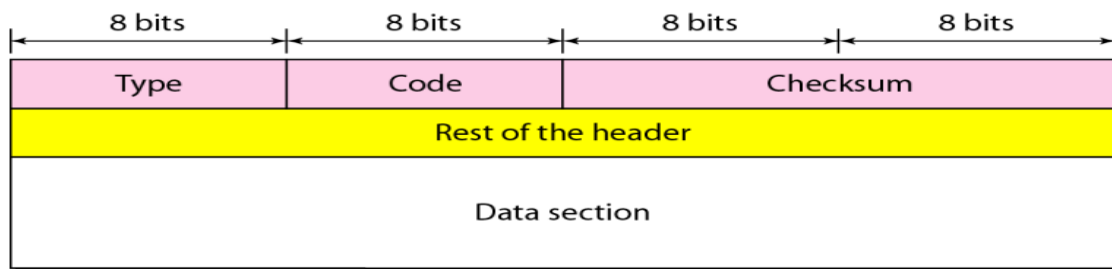 8 bits 8 bits 8 bits 8 bits
Type Code Checksum
Rest of the header
Data section